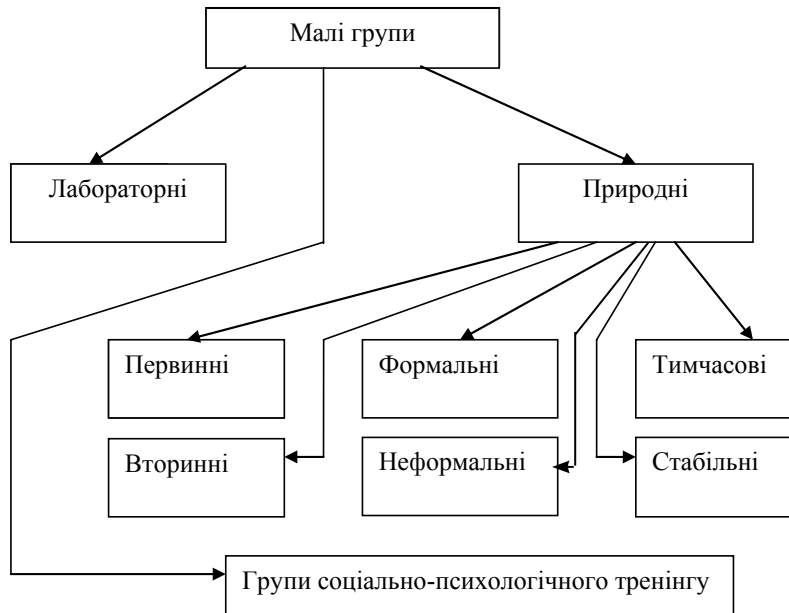 Малі групи
Лабораторні
Природні
Первинні
Формальні
Тимчасові
Вторинні
Неформальні
Стабільні
Групи соціально-психологічного тренінгу